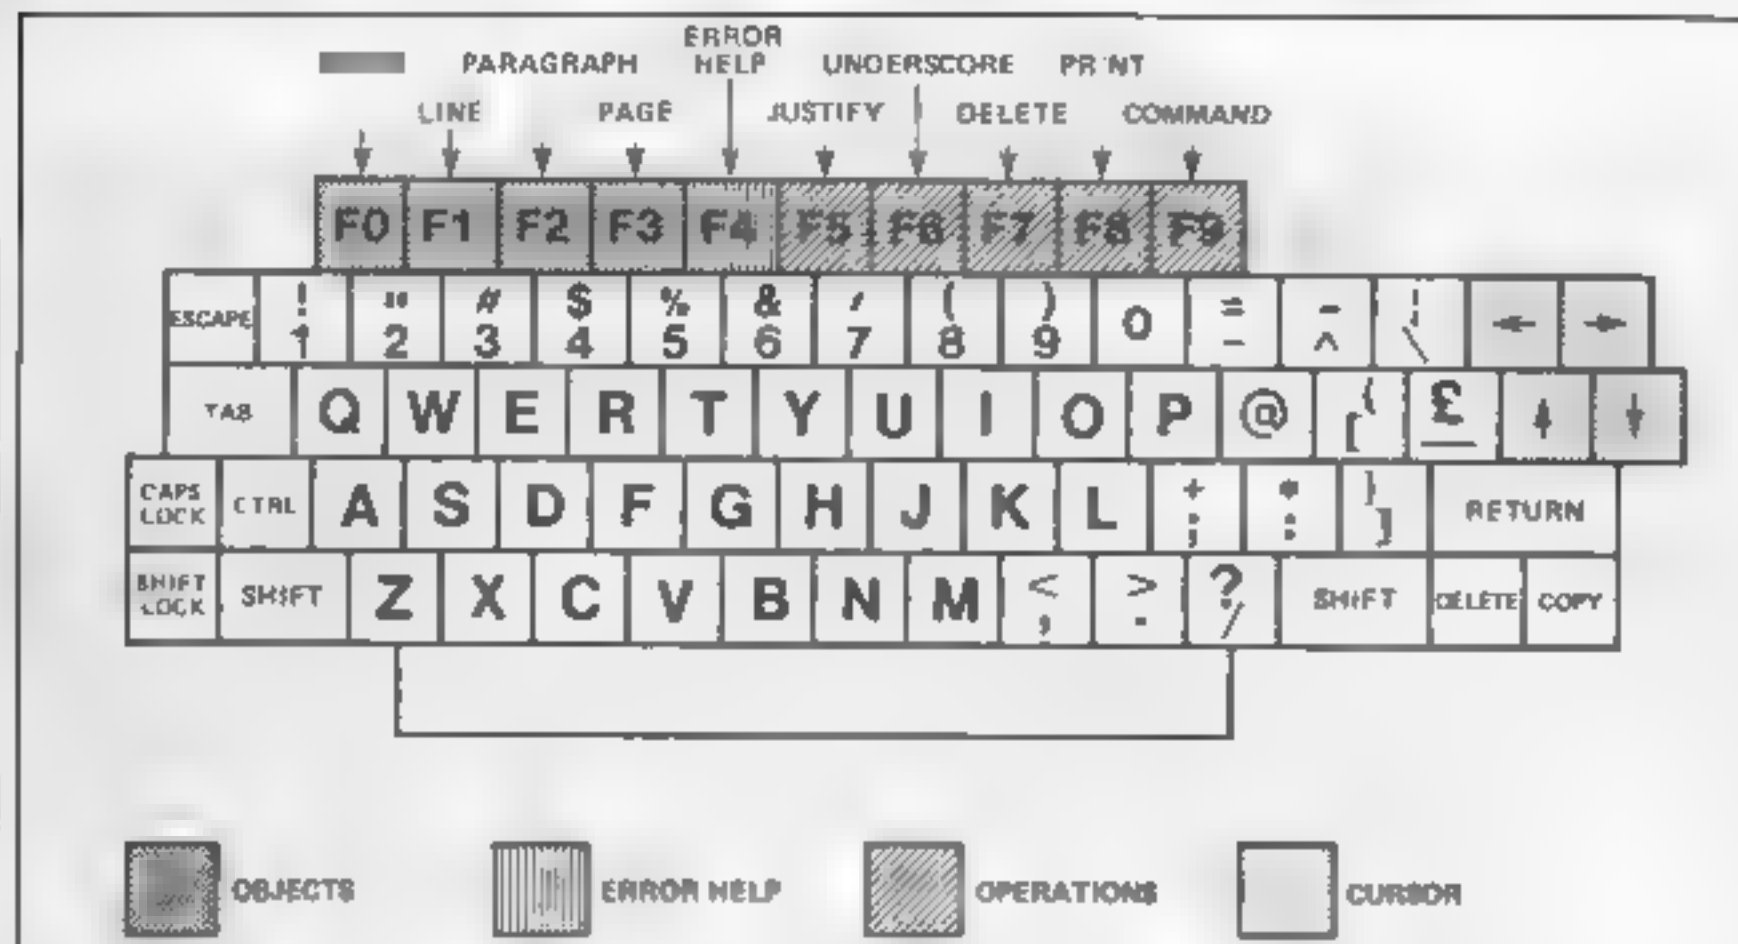 ERROR
PARAGRAPH HELP UNDERSCORE PRINT
LINE PAGE JUSTIFY DELETE COMMAND
F0 F1 F2 F3 F4 F5 F6 F7 F8 F9
ESCAPE ! 1 " 2 # 3 $ 4 % 5 & 6 ' 7 ( 8 ) 9 0 = - ~ ^ ¦ \ ← →
TAB Q W E R T Y U I O P @ { [ £ _ ↑ ↓
CAPS LOCK CTRL A S D F G H J K L + ; * : } ] RETURN
SHIFT LOCK SHIFT Z X C V B N M < , > . ? / SHIFT DELETE COPY
OBJECTS ERROR HELP OPERATIONS CURSOR